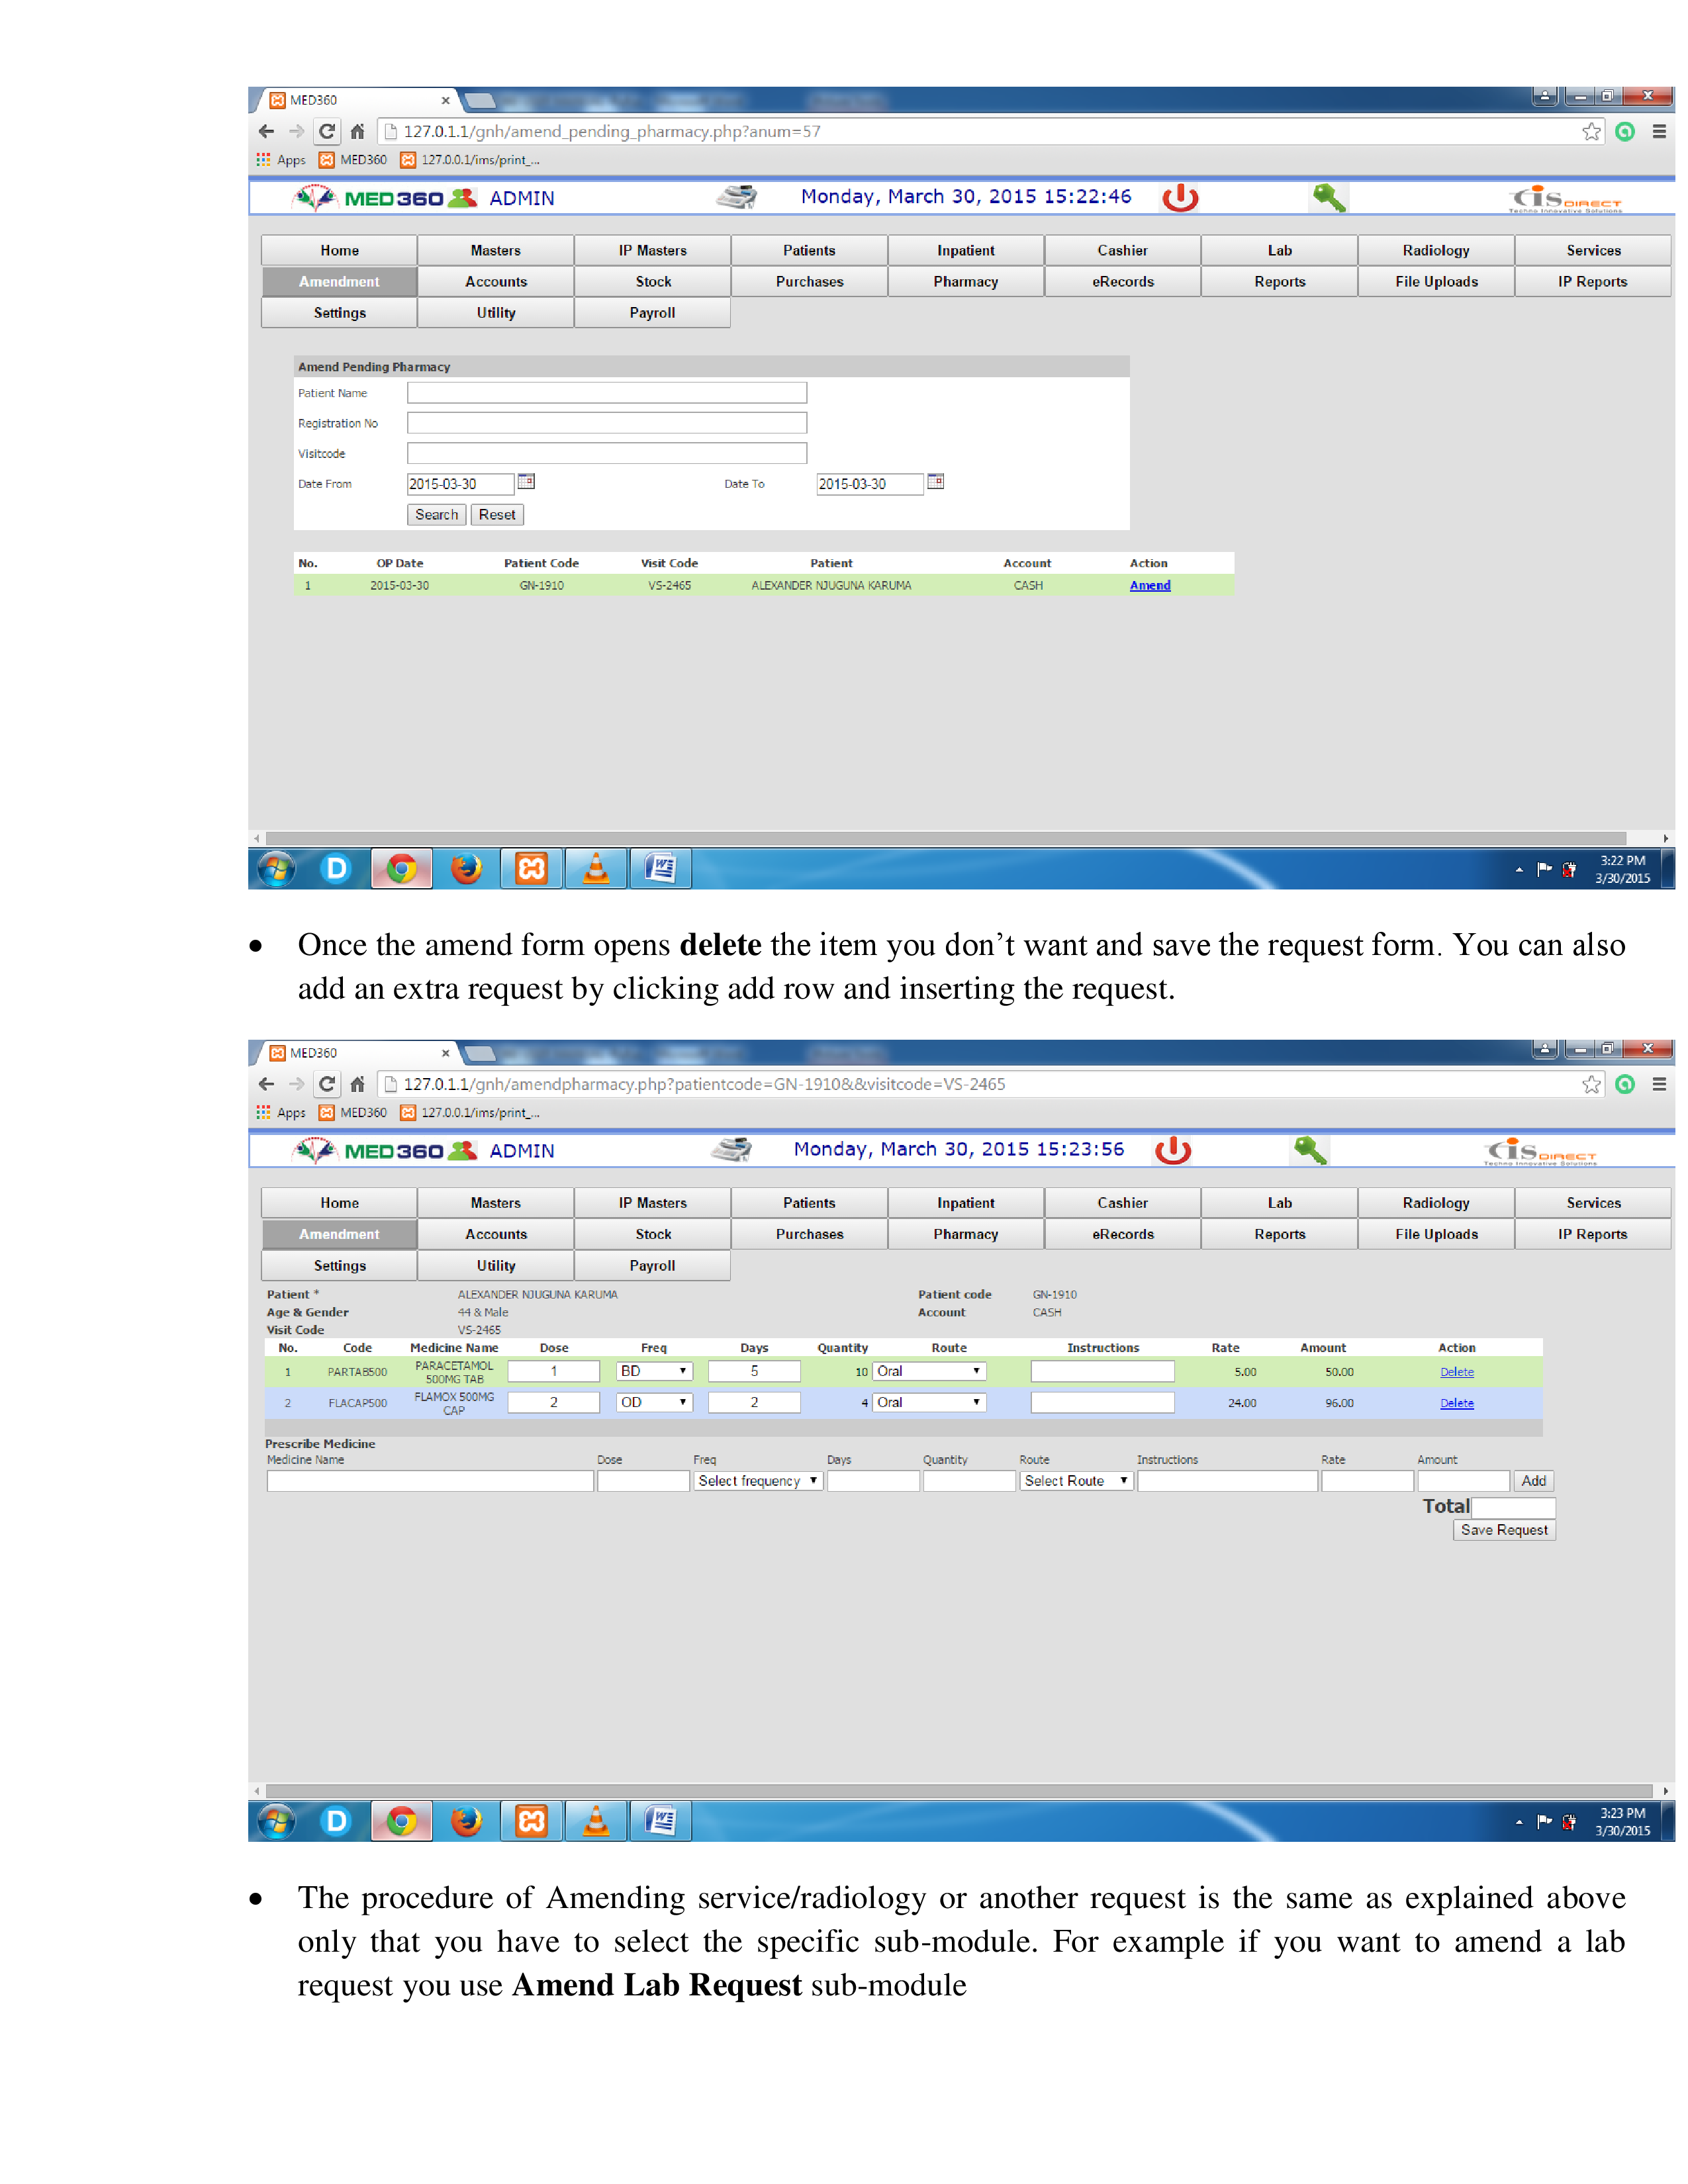 MED360
127.0.1.1/gnh/amend_pending_pharmacy.php?anum=57
Apps MED360 127.0.0.1/ims/print_...
MED360 ADMIN Monday, March 30, 2015 15:22:46 CIS DIRECT
Techno Innovative Solutions
Home Masters IP Masters Patients Inpatient Cashier Lab Radiology Services
Amendment Accounts Stock Purchases Pharmacy eRecords Reports File Uploads IP Reports
Settings Utility Payroll
Amend Pending Pharmacy
Patient Name
Registration No
Visitcode
Date From 2015-03-30 Date To 2015-03-30
Search Reset
No. OP Date Patient Code Visit Code Patient Account Action
1 2015-03-30 GN-1910 VS-2465 ALEXANDER NJUGUNA KARUMA CASH Amend
3:22 PM
3/30/2015
• Once the amend form opens delete the item you don’t want and save the request form. You can also
add an extra request by clicking add row and inserting the request.
MED360
127.0.1.1/gnh/amendpharmacy.php?patientcode=GN-1910&&visitcode=VS-2465
Apps MED360 127.0.0.1/ims/print_...
MED360 ADMIN Monday, March 30, 2015 15:23:56 CIS DIRECT
Techno Innovative Solutions
Home Masters IP Masters Patients Inpatient Cashier Lab Radiology Services
Amendment Accounts Stock Purchases Pharmacy eRecords Reports File Uploads IP Reports
Settings Utility Payroll
Patient * ALEXANDER NJUGUNA KARUMA Patient code GN-1910
Age & Gender 44 & Male Account CASH
Visit Code VS-2465
No. Code Medicine Name Dose Freq Days Quantity Route Instructions Rate Amount Action
1 PARTAB500 PARACETAMOL 500MG TAB 1 BD 5 10 Oral 5.00 50.00 Delete
2 FLACAP500 FLAMOX 500MG CAP 2 OD 2 4 Oral 24.00 96.00 Delete
Prescribe Medicine
Medicine Name Dose Freq Days Quantity Route Instructions Rate Amount
Select frequency Select Route Add
Total
Save Request
3:23 PM
3/30/2015
• The procedure of Amending service/radiology or another request is the same as explained above
only that you have to select the specific sub-module. For example if you want to amend a lab
request you use Amend Lab Request sub-module